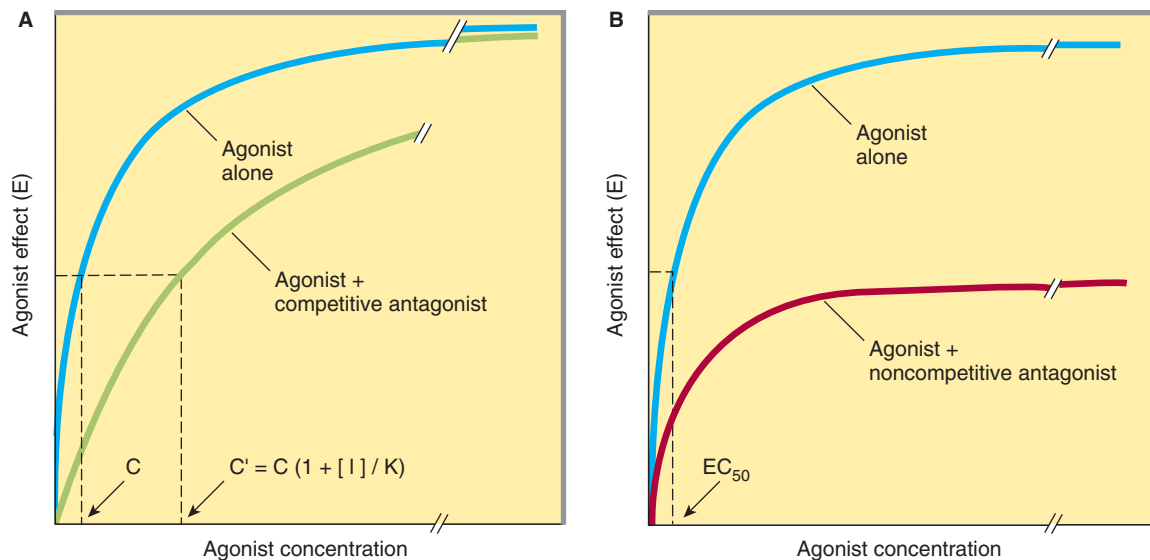 A
Agonist effect (E)
Agonist
alone
Agonist +
competitive antagonist
C
C' = C (1 + [ I ] / K)
Agonist concentration
B
Agonist effect (E)
Agonist
alone
Agonist +
noncompetitive antagonist
EC50
Agonist concentration